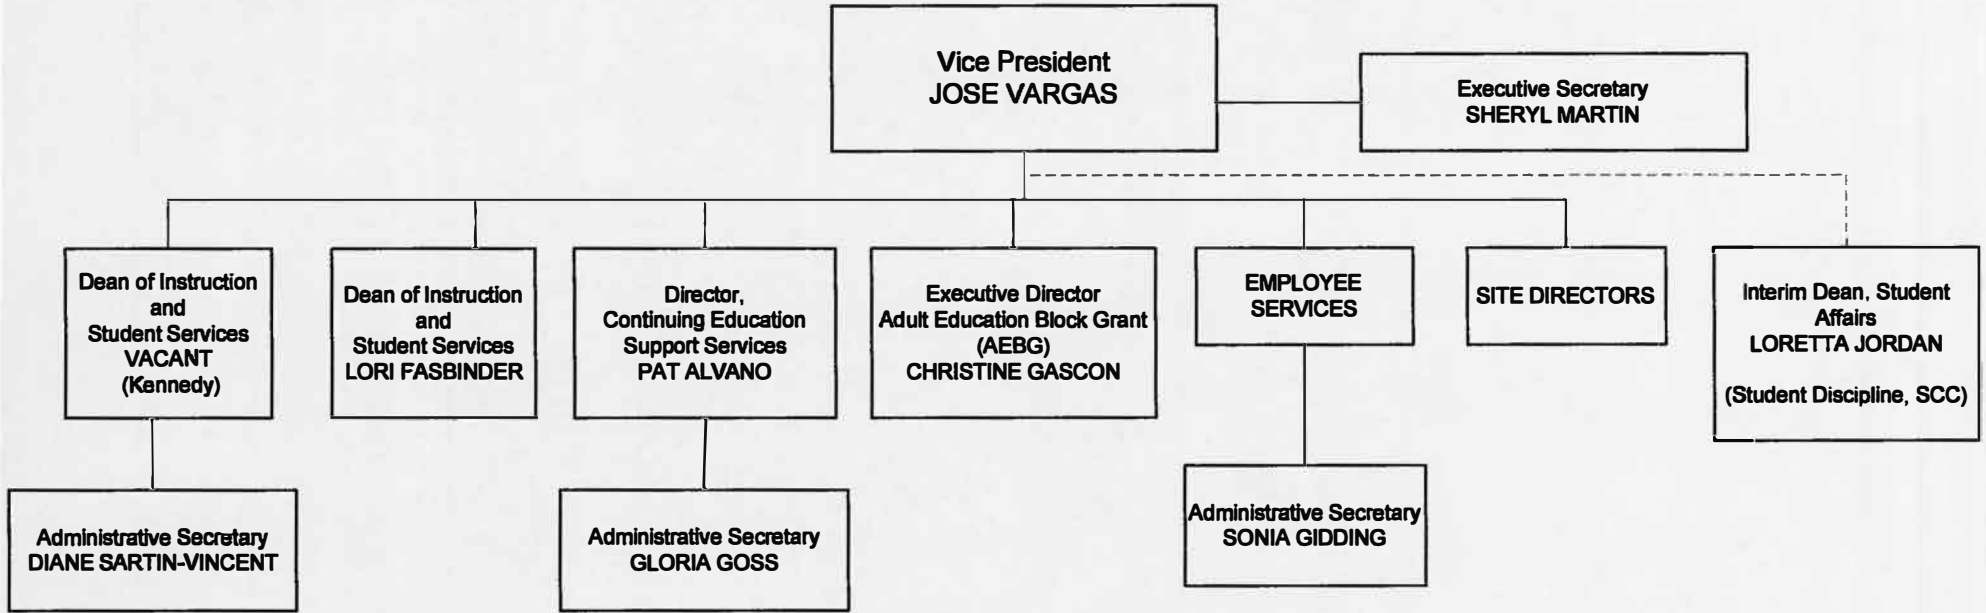 Vice President
JOSE VARGAS
Executive Secretary
SHERYL MARTIN
Dean of Instruction
and
Student Services
VACANT
(Kennedy)
Dean of Instruction
and
Student Services
LORI FASBINDER
Director,
Continuing Education
Support Services
PAT ALVANO
Executive Director
Adult Education Block Grant
(AEBG)
CHRISTINE GASCON
EMPLOYEE
SERVICES
SITE DIRECTORS
Interim Dean, Student
Affairs
LORETTA JORDAN
(Student Discipline, SCC)
Administrative Secretary
DIANE SARTIN-VINCENT
Administrative Secretary
GLORIA GOSS
Administrative Secretary
SONIA GIDDING